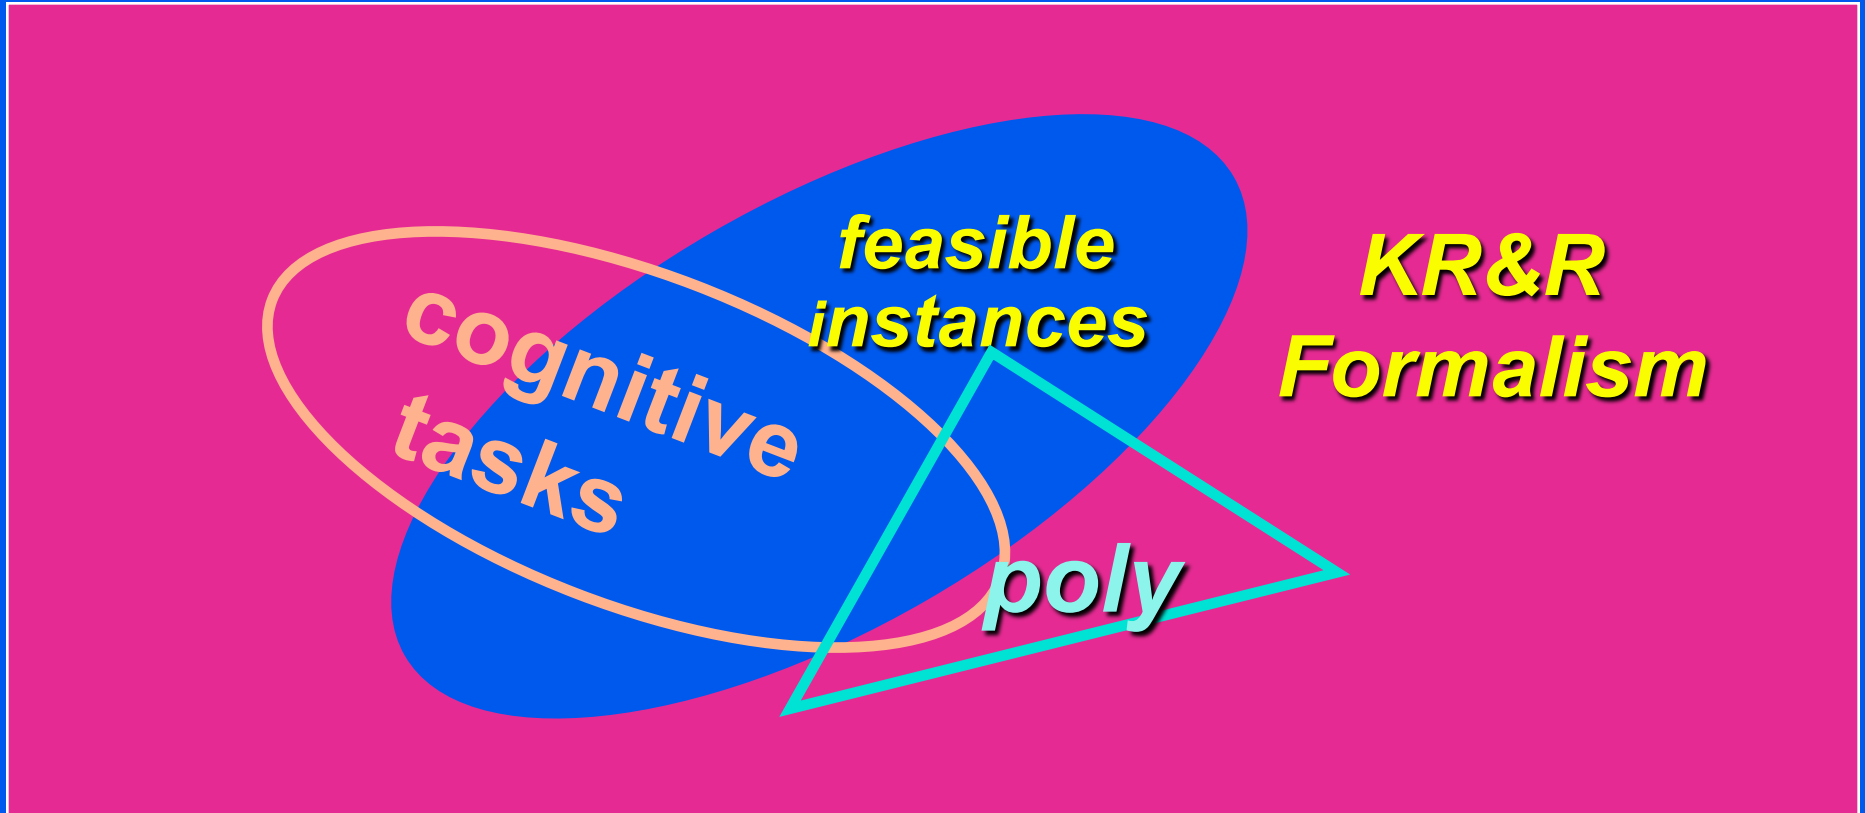 feasible
instances
KR&R
Formalism
cognitive
tasks
poly